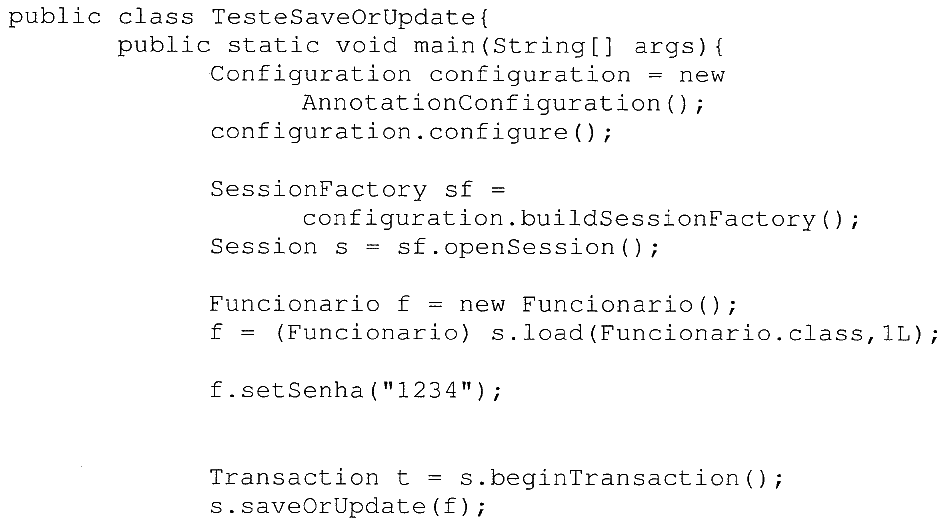 public class TesteSaveOrUpdate{
public static void main(String[] args){
Configuration configuration = new
AnnotationConfiguration();
configuration.configure();
SessionFactory sf =
configuration.buildSessionFactory();
Session s = sf.openSession();
Funcionario f = new Funcionario();
f = (Funcionario) s.load(Funcionario.class,1L);
f.setSenha("1234");
Transaction t = s.beginTransaction();
s.saveOrUpdate(f);